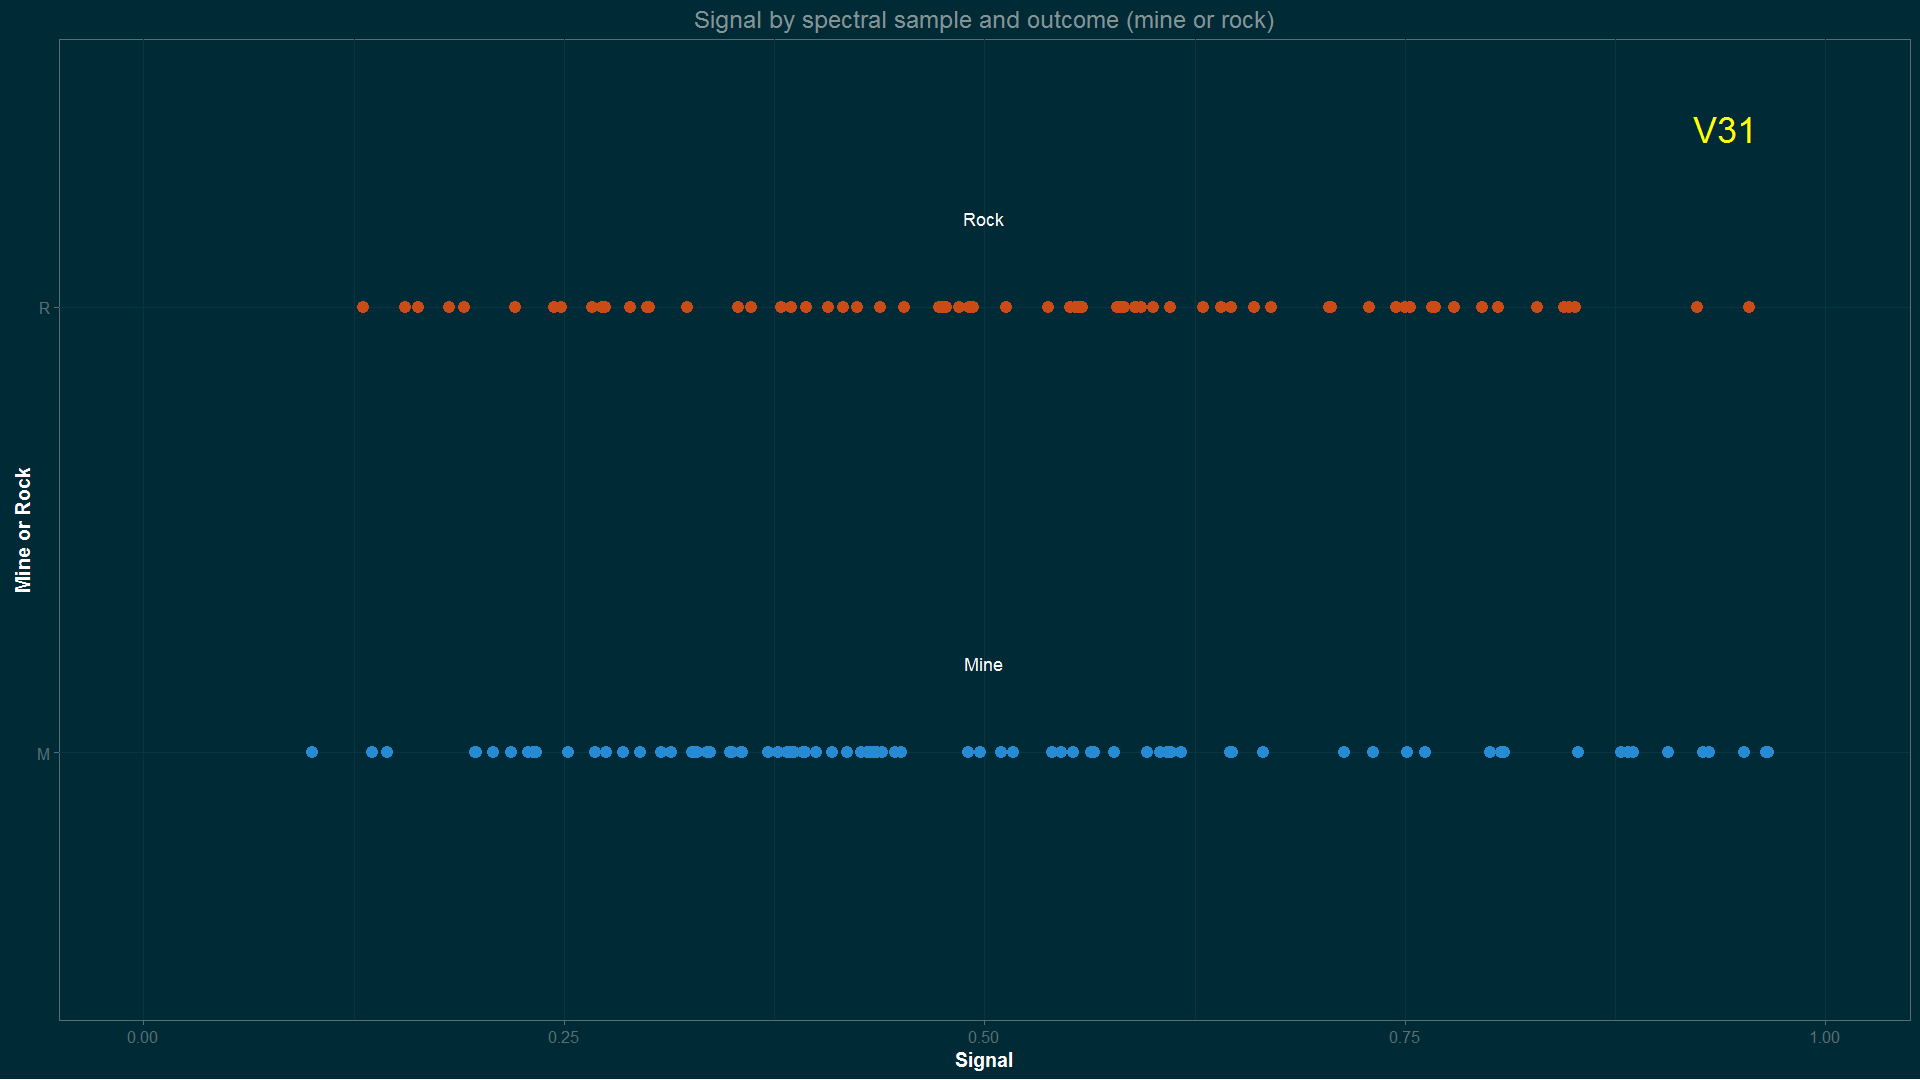 Signal by spectral sample and outcome (mine or rock)
V31
Rock
R
Mine or Rock
Mine
M
0.00 0.25 0.50 0.75 1.00
Signal